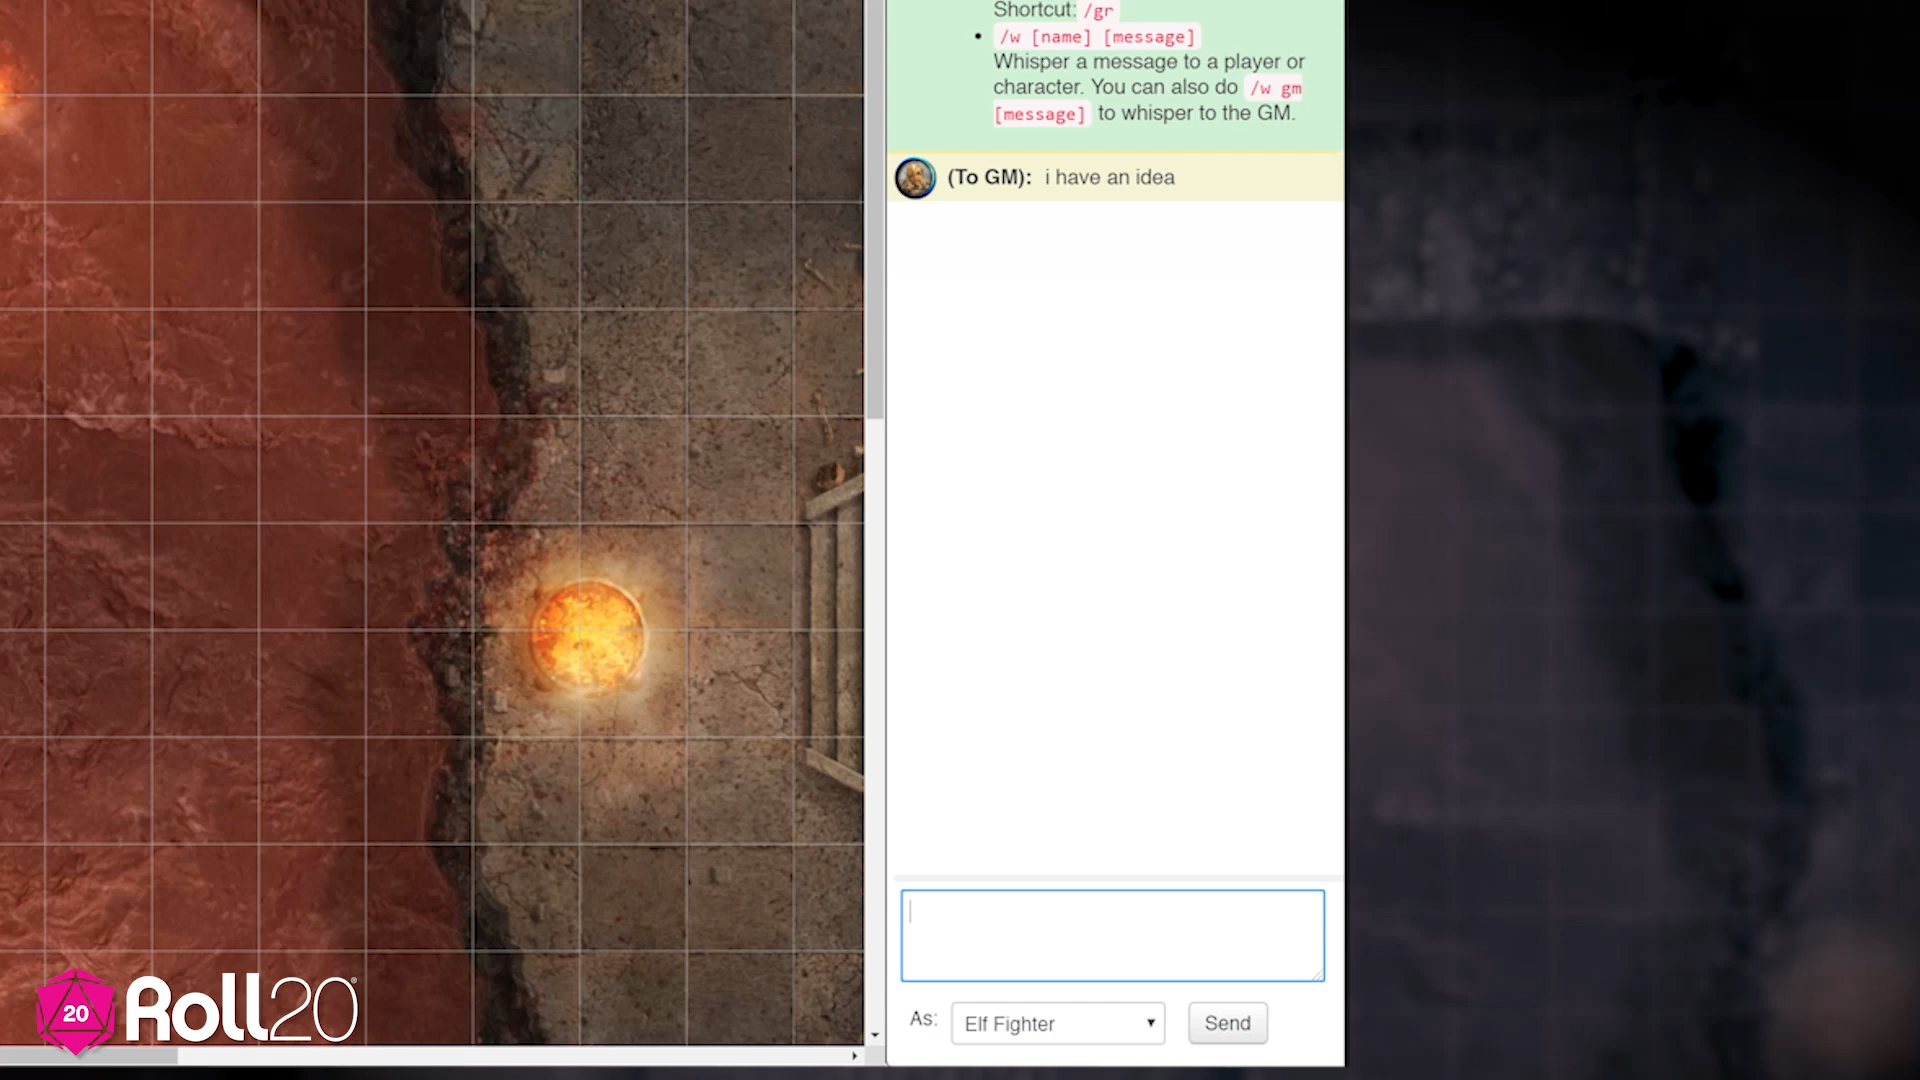 Shortcut: /gr
/w [name] [message]
Whisper a message to a player or
character. You can also do /w gm
[message] to whisper to the GM.
(To GM): i have an idea
As: Elf Fighter Send
20 Roll20®